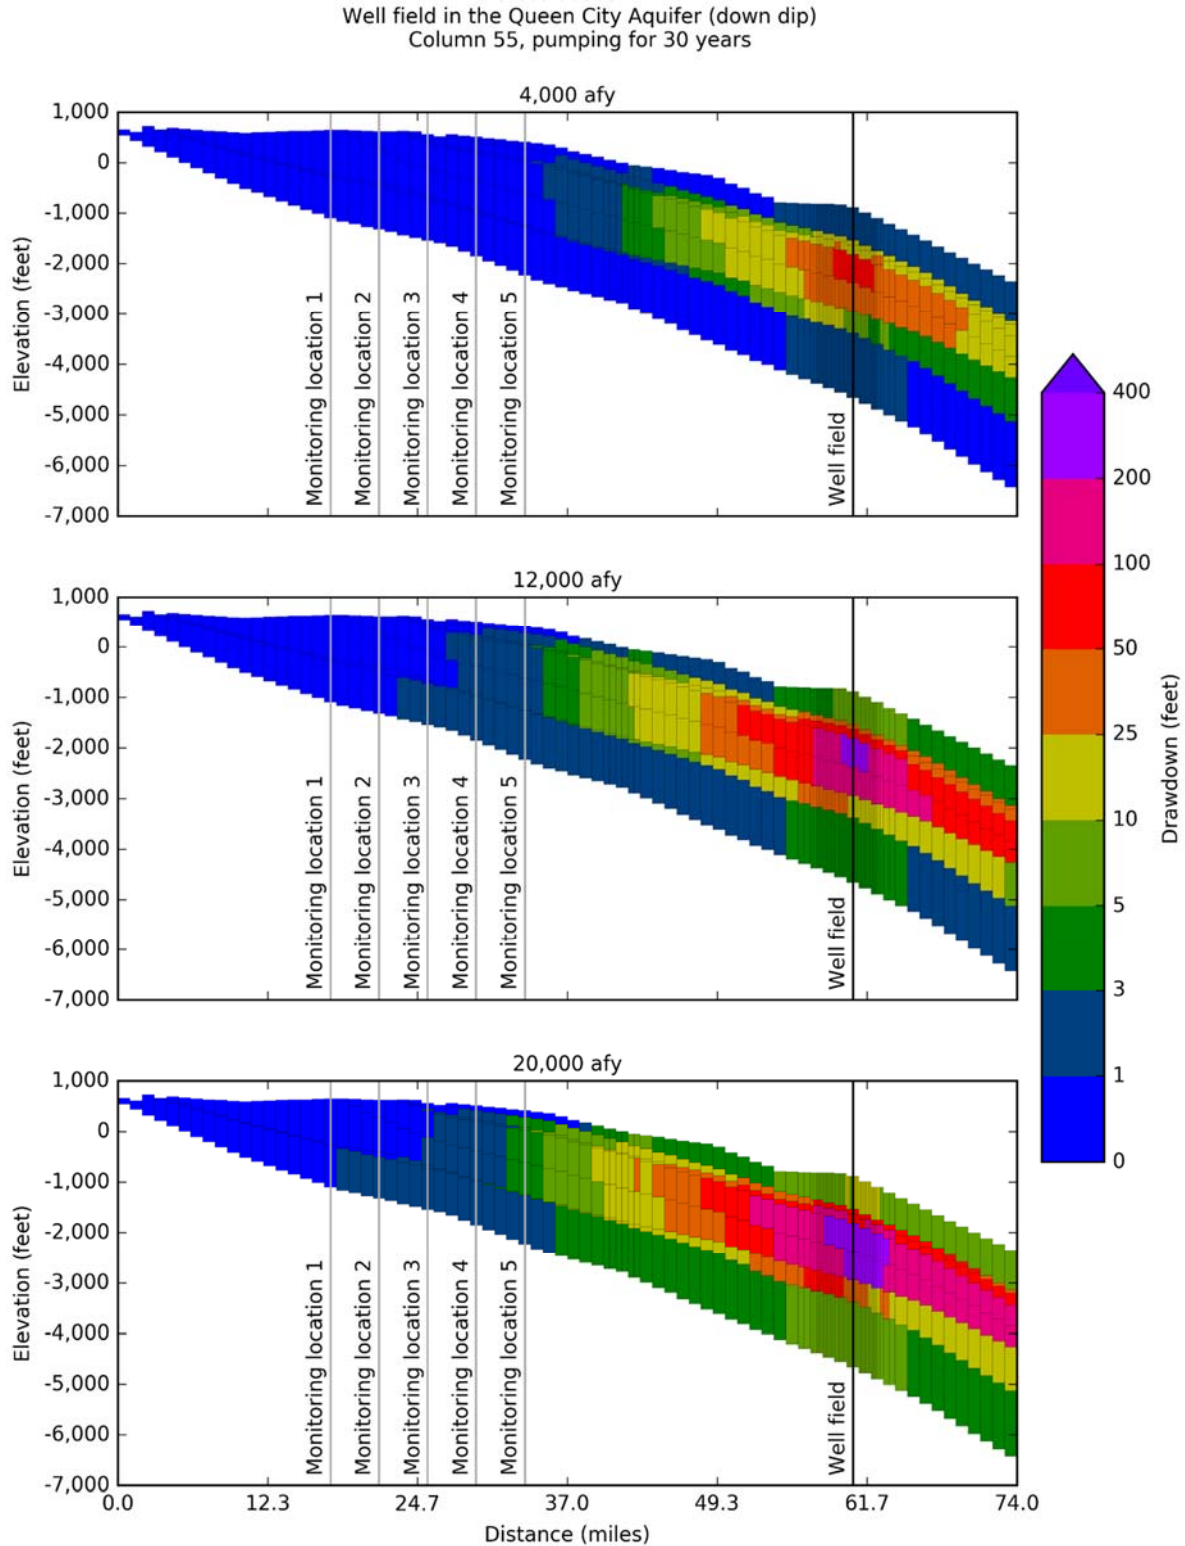 Well field in the Queen City Aquifer (down dip)
Column 55, pumping for 30 years
4,000 afy
1,000
0
-1,000
-2,000
-3,000
-4,000
-5,000
-6,000
-7,000
Elevation (feet)
Monitoring location 1
Monitoring location 2
Monitoring location 3
Monitoring location 4
Monitoring location 5
Well field
12,000 afy
1,000
0
-1,000
-2,000
-3,000
-4,000
-5,000
-6,000
-7,000
Elevation (feet)
Monitoring location 1
Monitoring location 2
Monitoring location 3
Monitoring location 4
Monitoring location 5
Well field
20,000 afy
1,000
0
-1,000
-2,000
-3,000
-4,000
-5,000
-6,000
-7,000
Elevation (feet)
Monitoring location 1
Monitoring location 2
Monitoring location 3
Monitoring location 4
Monitoring location 5
Well field
0.0 12.3 24.7 37.0 49.3 61.7 74.0
Distance (miles)
400
200
100
50
25
10
5
3
1
0
Drawdown (feet)